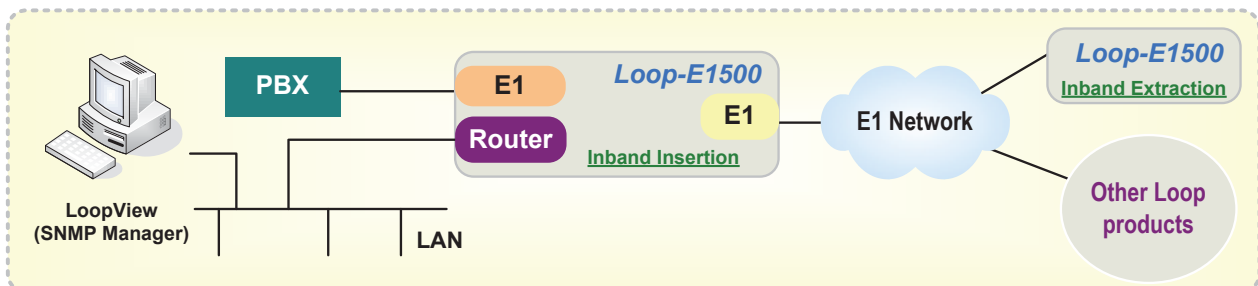 PBX
E1
Router
Loop-E1500
E1
Inband Insertion
E1 Network
Loop-E1500
Inband Extraction
Other Loop
products
LoopView
(SNMP Manager)
LAN